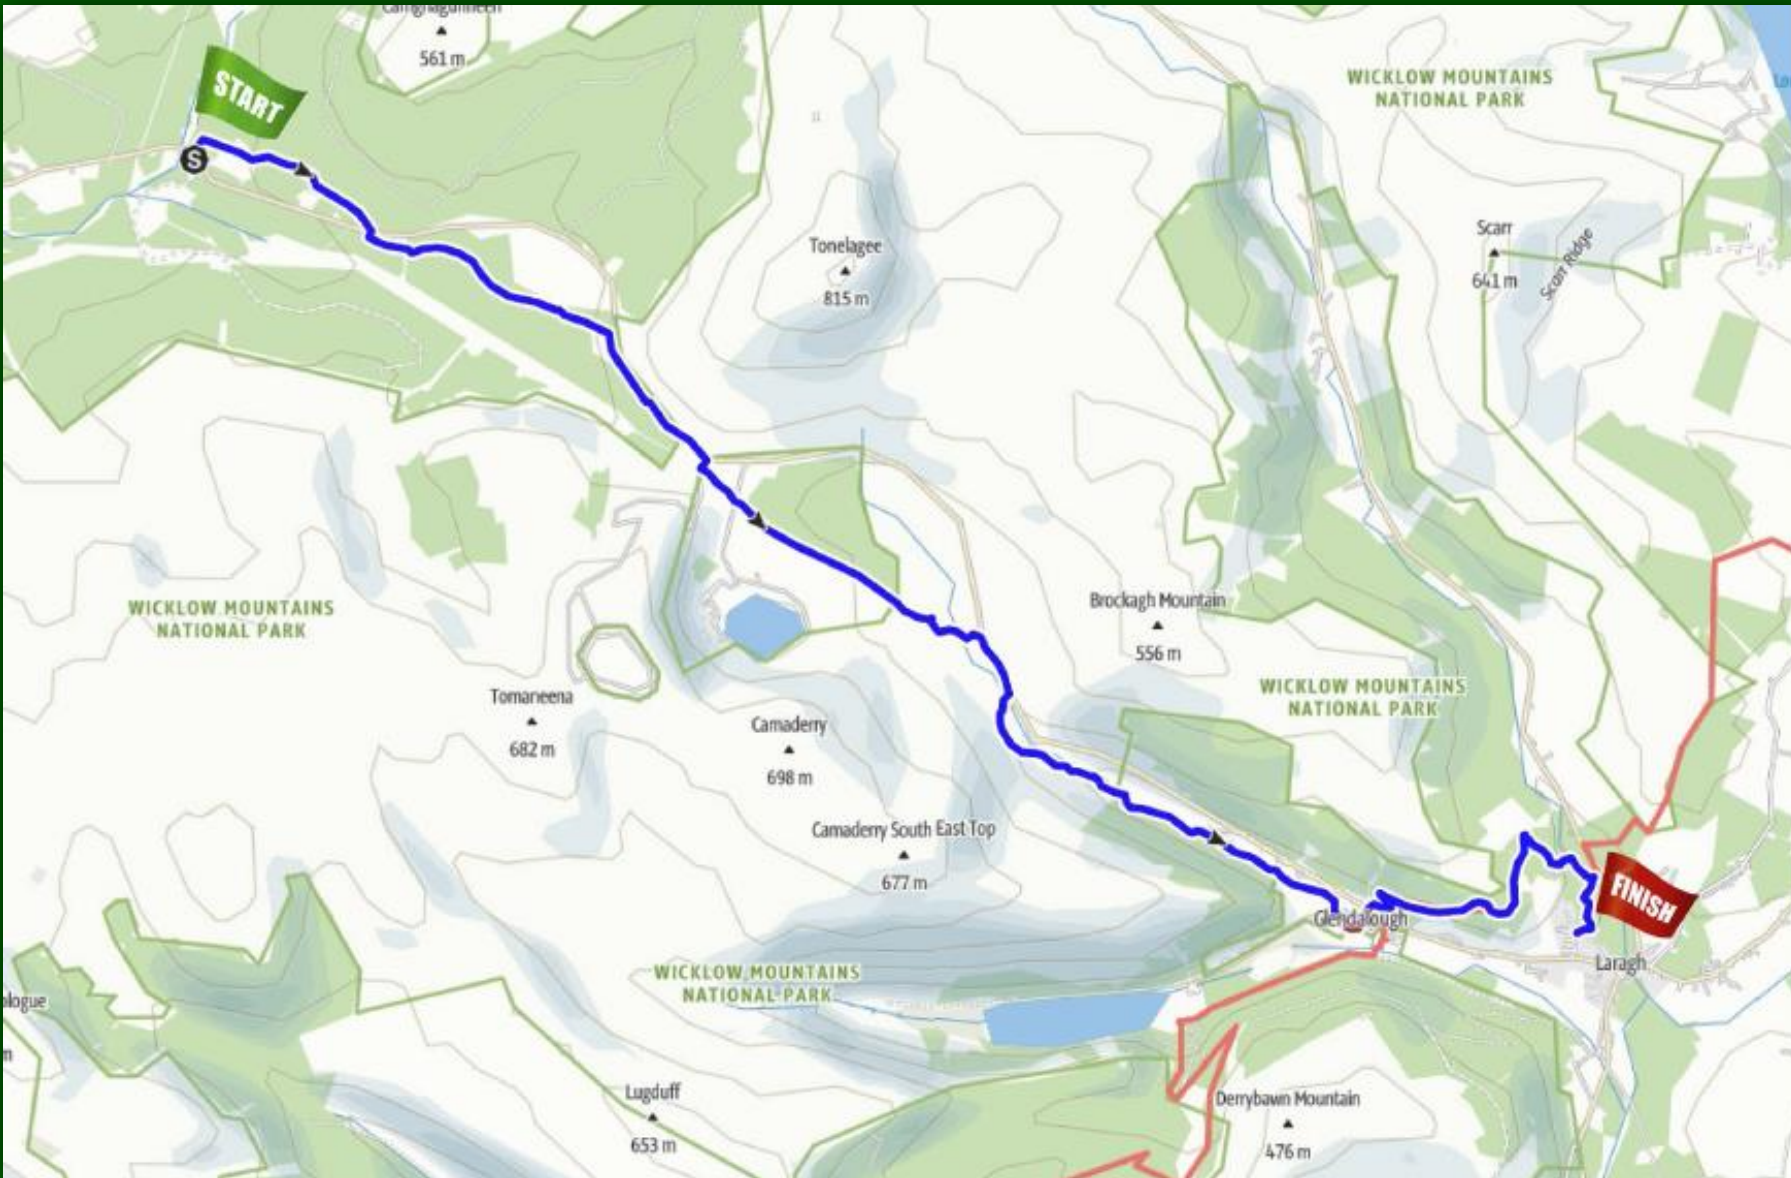 561 m
START
S
WICKLOW MOUNTAINS
NATIONAL PARK
Tonelagee
815 m
Scarr
641 m
Scarr Ridge
WICKLOW MOUNTAINS
NATIONAL PARK
Brockagh Mountain
556 m
WICKLOW MOUNTAINS
NATIONAL PARK
Tomaneena
682 m
Camaderry
698 m
Camaderry South East Top
677 m
FINISH
Glendalough
Laragh
WICKLOW MOUNTAINS
NATIONAL PARK
ologue
m
Lugduff
653 m
Derrybawn Mountain
476 m